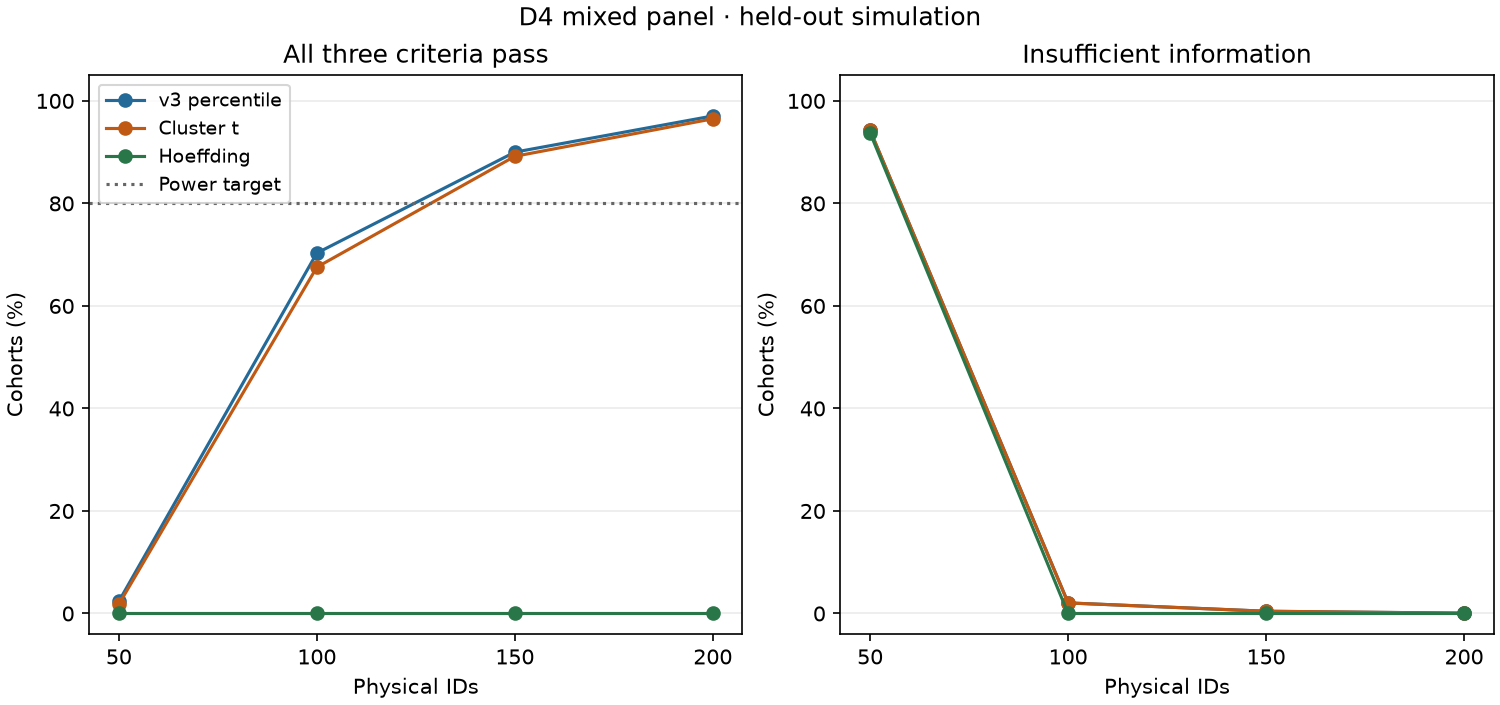 D4 mixed panel · held-out simulation
All three criteria pass
100
80
60
40
20
0
Cohorts (%)
v3 percentile
Cluster t
Hoeffding
Power target
50
100
150
200
Physical IDs
Insufficient information
100
80
60
40
20
0
Cohorts (%)
50
100
150
200
Physical IDs